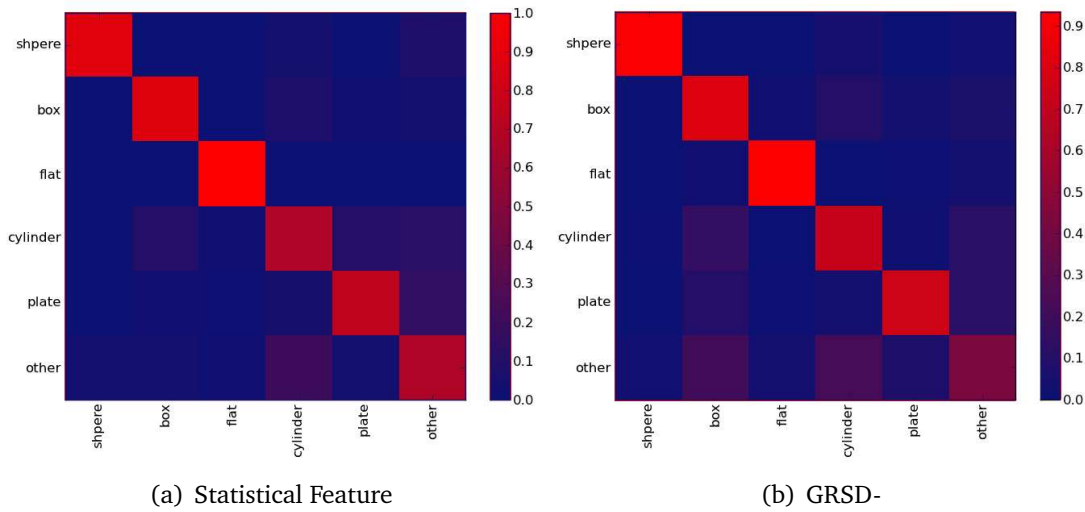 shpere
box
flat
cylinder
plate
other
shpere
box
flat
cylinder
plate
other
1.0
0.9
0.8
0.7
0.6
0.5
0.4
0.3
0.2
0.1
0.0
(a) Statistical Feature
shpere
box
flat
cylinder
plate
other
shpere
box
flat
cylinder
plate
other
0.9
0.8
0.7
0.6
0.5
0.4
0.3
0.2
0.1
0.0
(b) GRSD-